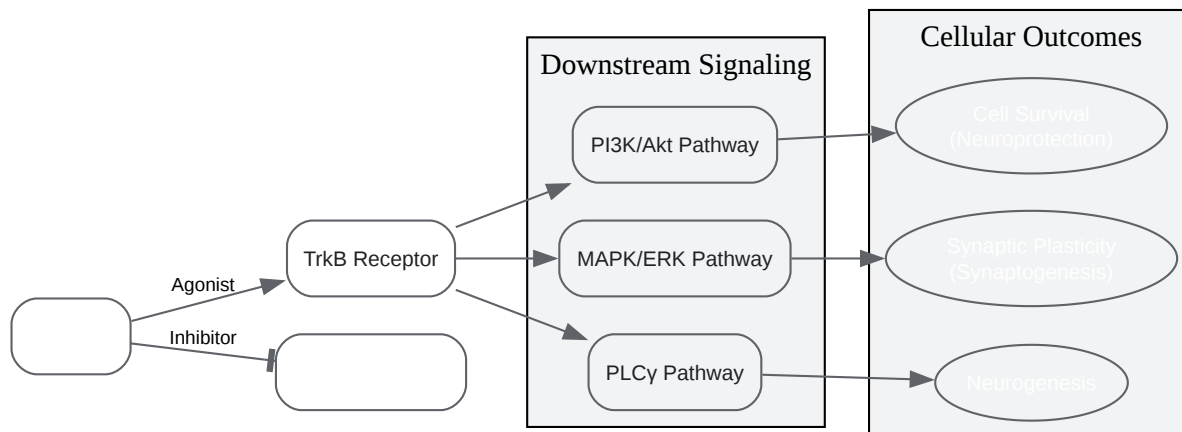 Cellular Outcomes
Downstream Signaling
Cell Survival
(Neuroprotection)
PI3K/Akt Pathway
TrkB Receptor
MAPK/ERK Pathway
Synaptic Plasticity
(Synaptogenesis)
Agonist
Inhibitor
PLCγ Pathway
Neurogenesis